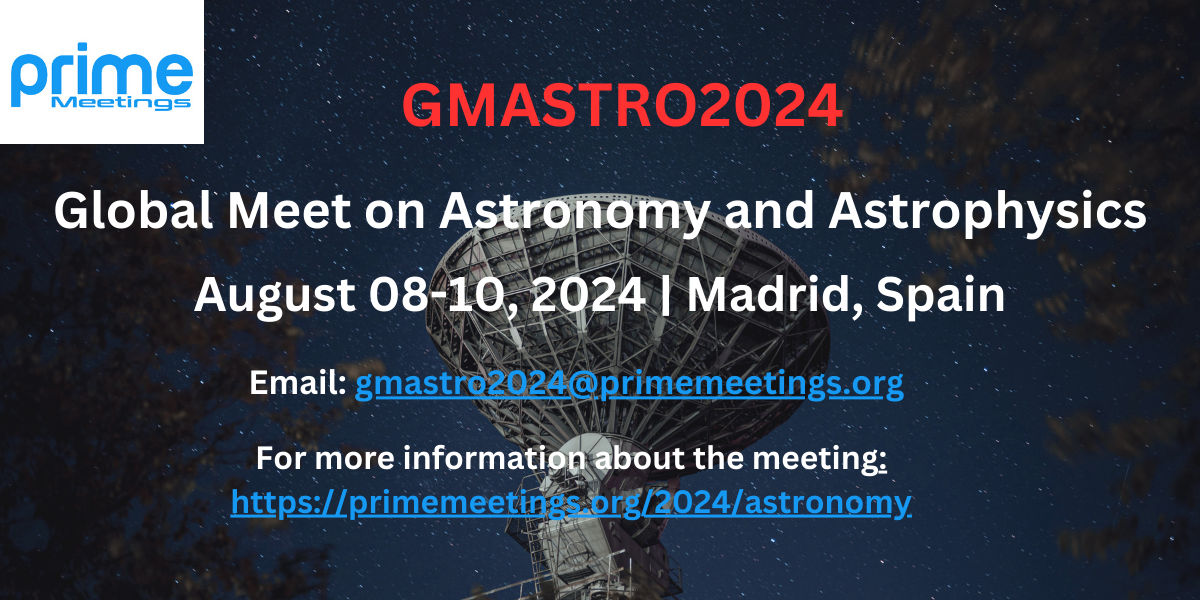 prime
Meetings
GMASTRO2024
Global Meet on Astronomy and Astrophysics
August 08-10, 2024 | Madrid, Spain
Email: gmastro2024@primemeetings.org
For more information about the meeting:
https://primemeetings.org/2024/astronomy